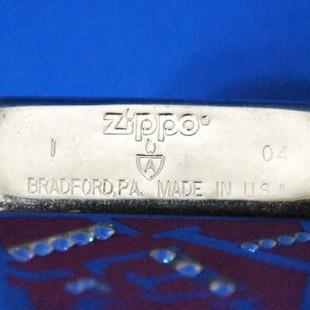 zippo
I A 04
BRADFORD, PA. MADE IN U.S.A